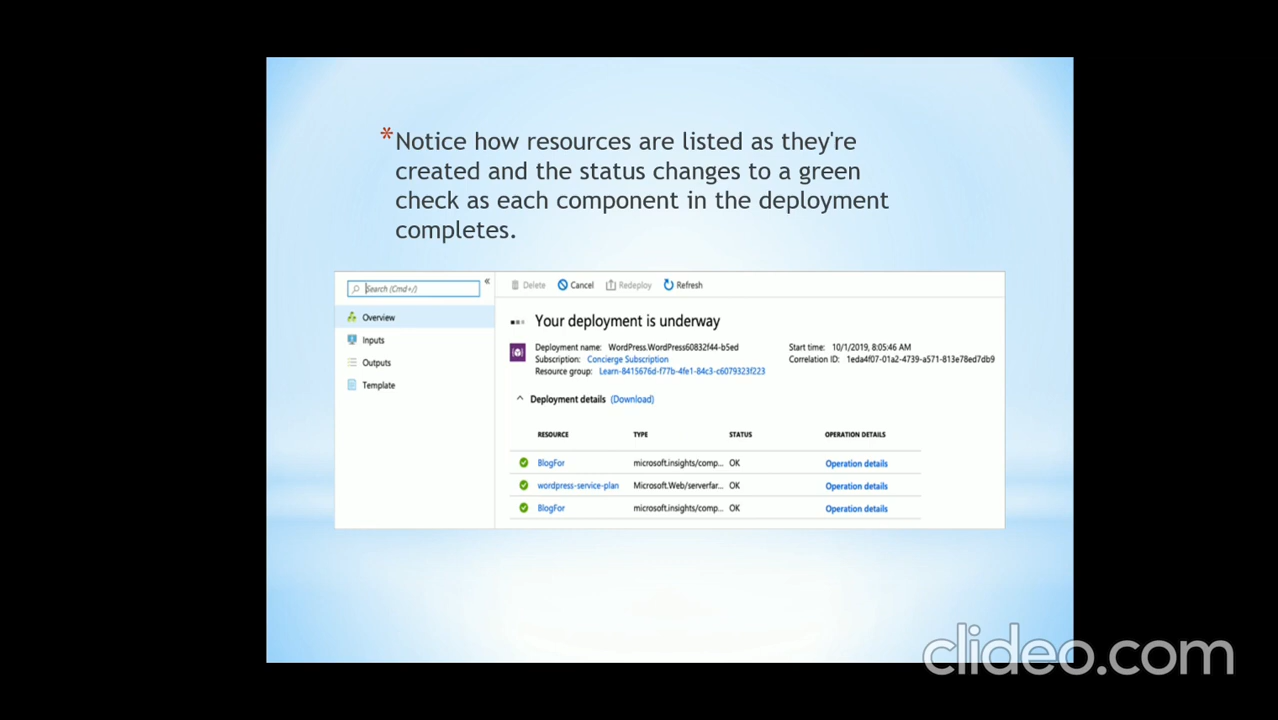 *Notice how resources are listed as they're
created and the status changes to a green
check as each component in the deployment
completes.
Search (Cmd+/)
«
Delete Cancel Redeploy Refresh
Overview
Inputs
Outputs
Template
Your deployment is underway
Deployment name: WordPress.WordPress60832f44-b5ed
Subscription: Concierge Subscription
Resource group: Learn-8415676d-f77b-4fe1-84c3-c6079323f223
Start time: 10/1/2019, 8:05:46 AM
Correlation ID: 1eda4f07-01a2-4739-a571-813e78ed7db9
Deployment details (Download)
RESOURCE TYPE STATUS OPERATION DETAILS
BlogFor microsoft.insights/comp... OK Operation details
wordpress-service-plan Microsoft.Web/serverfar... OK Operation details
BlogFor microsoft.insights/comp... OK Operation details
clideo.com